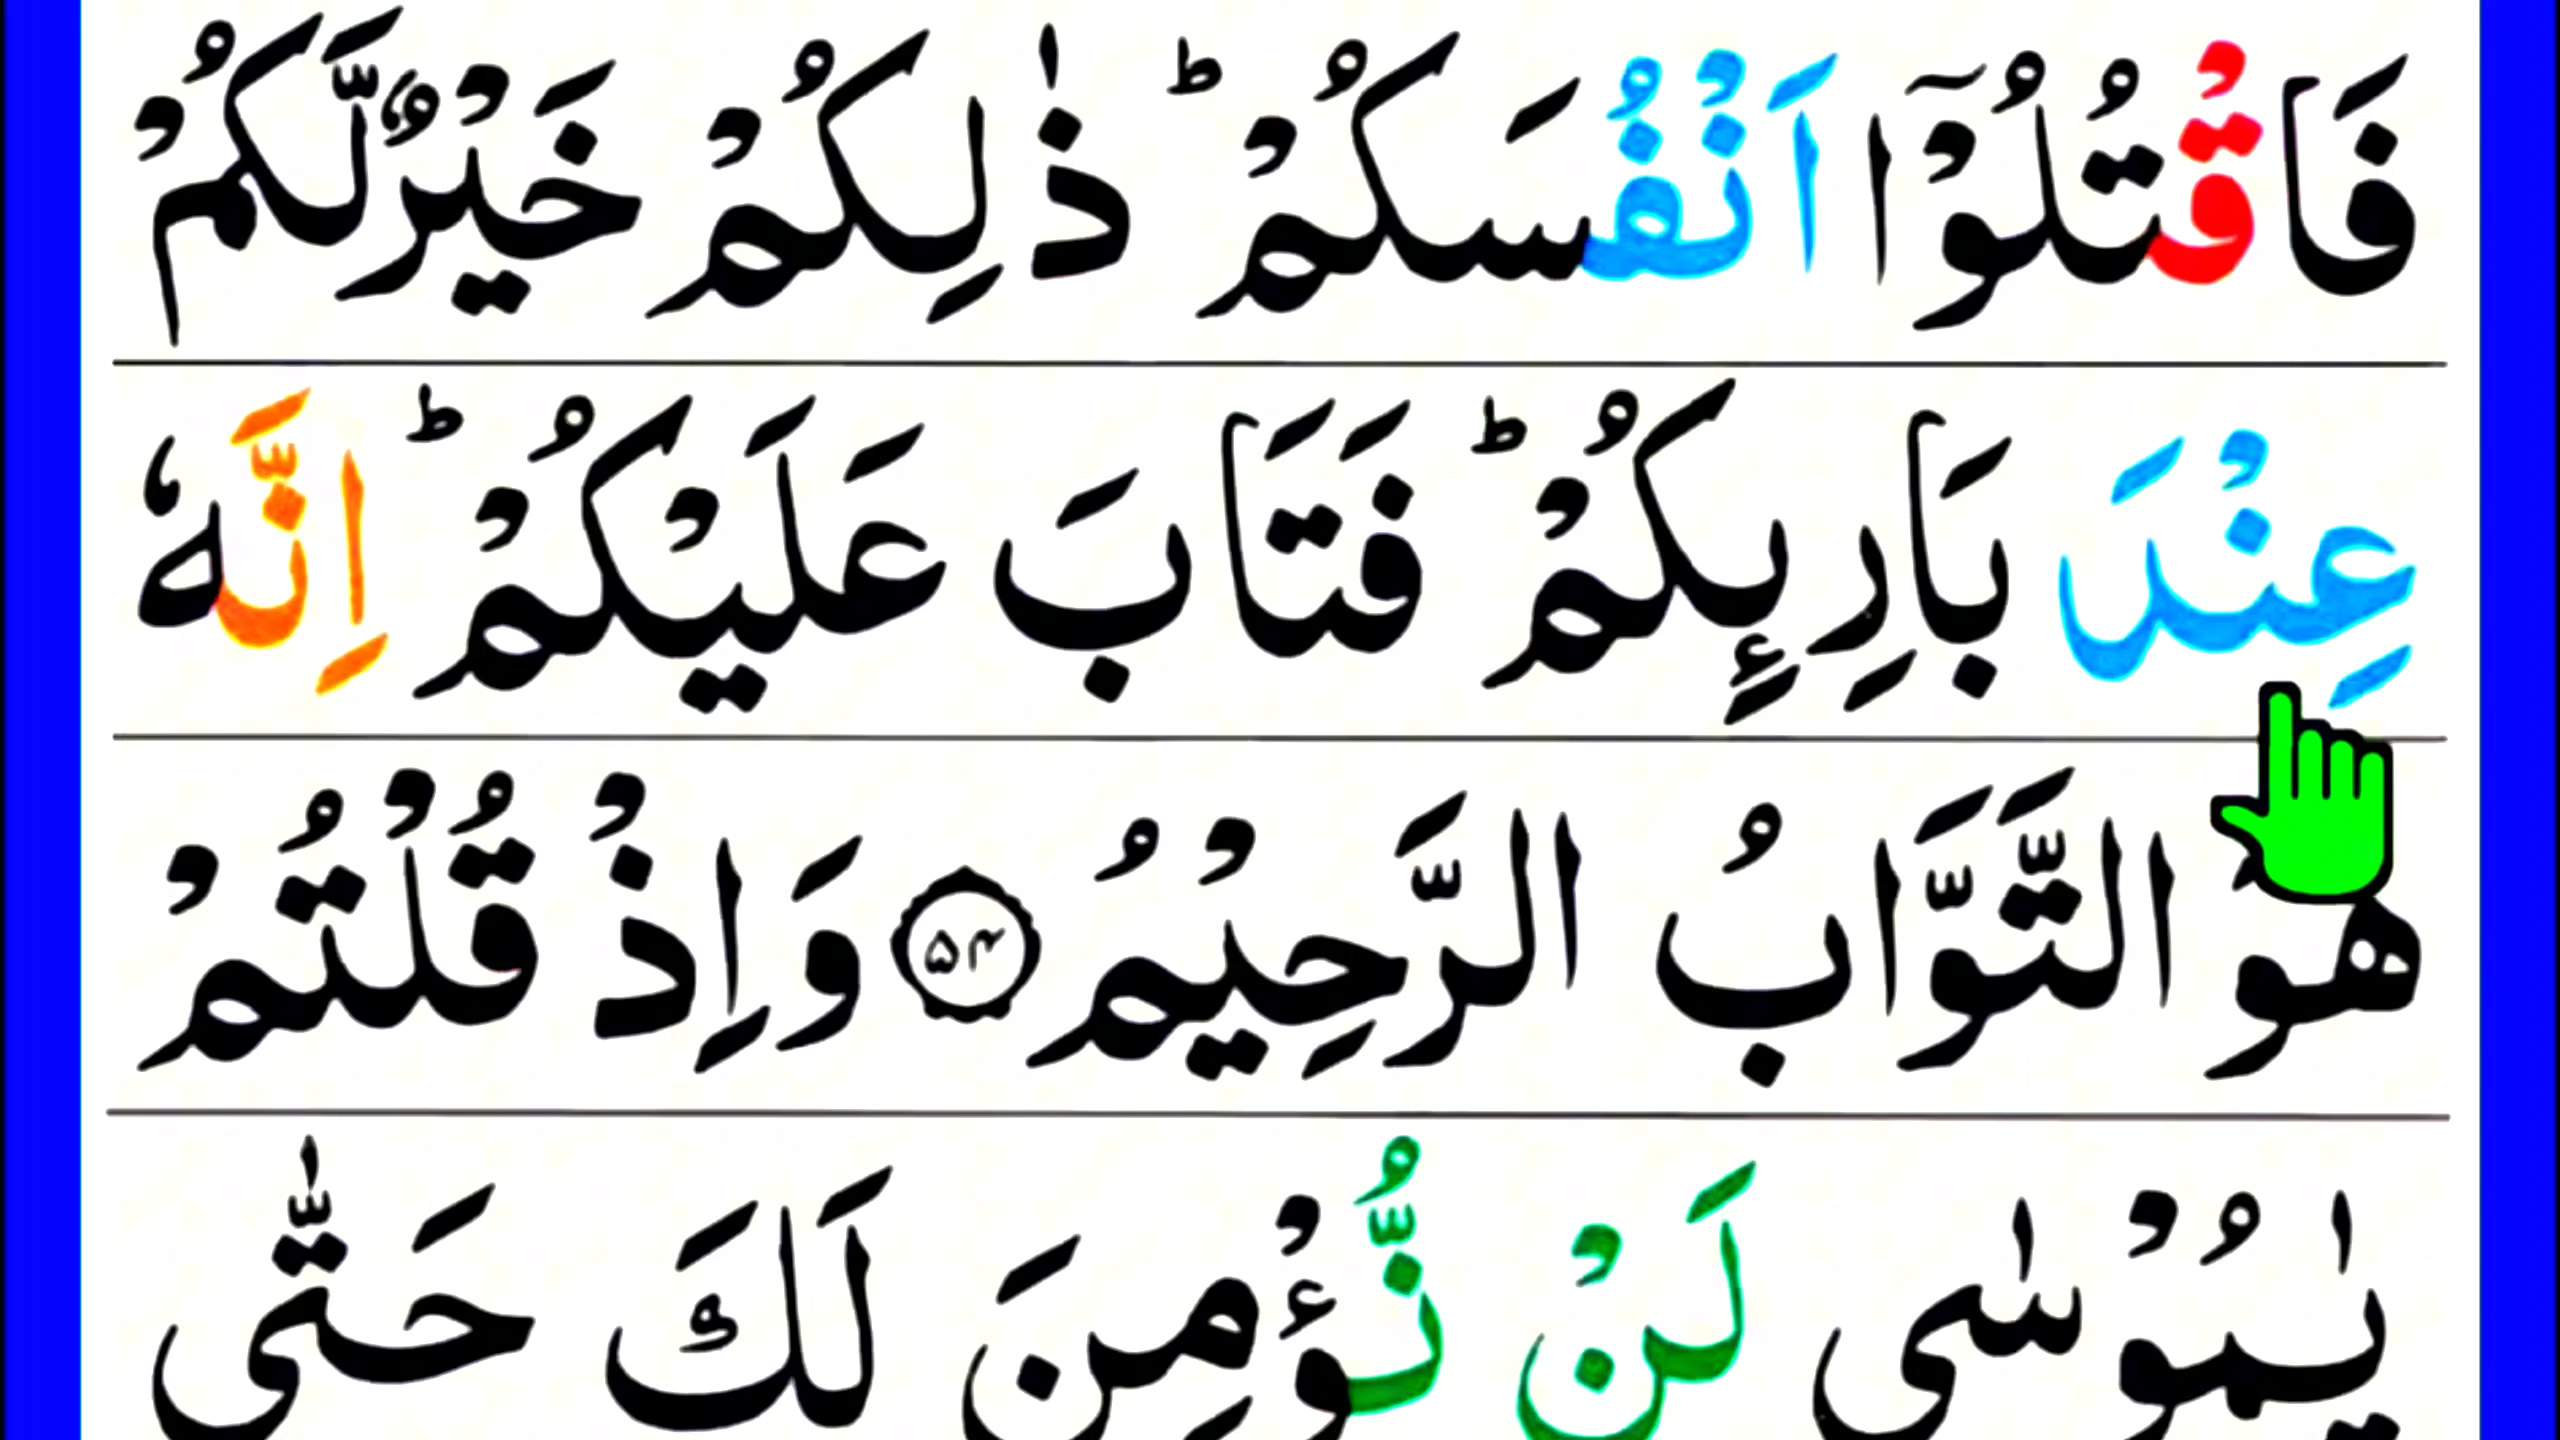 فَاقْتُلُوْۤا اَنْفُسَكُمْ ؕ ذٰلِكُمْ خَيْرٌ لَّكُمْ
عِنْدَ بَارِئِكُمْ ؕ فَتَابَ عَلَيْكُمْ ؕ اِنَّهٗ
هُوَ التَّوَّابُ الرَّحِيْمُ ۵۴ وَاِذْ قُلْتُمْ
يٰمُوْسٰى لَنْ نُّؤْمِنَ لَكَ حَتّٰى